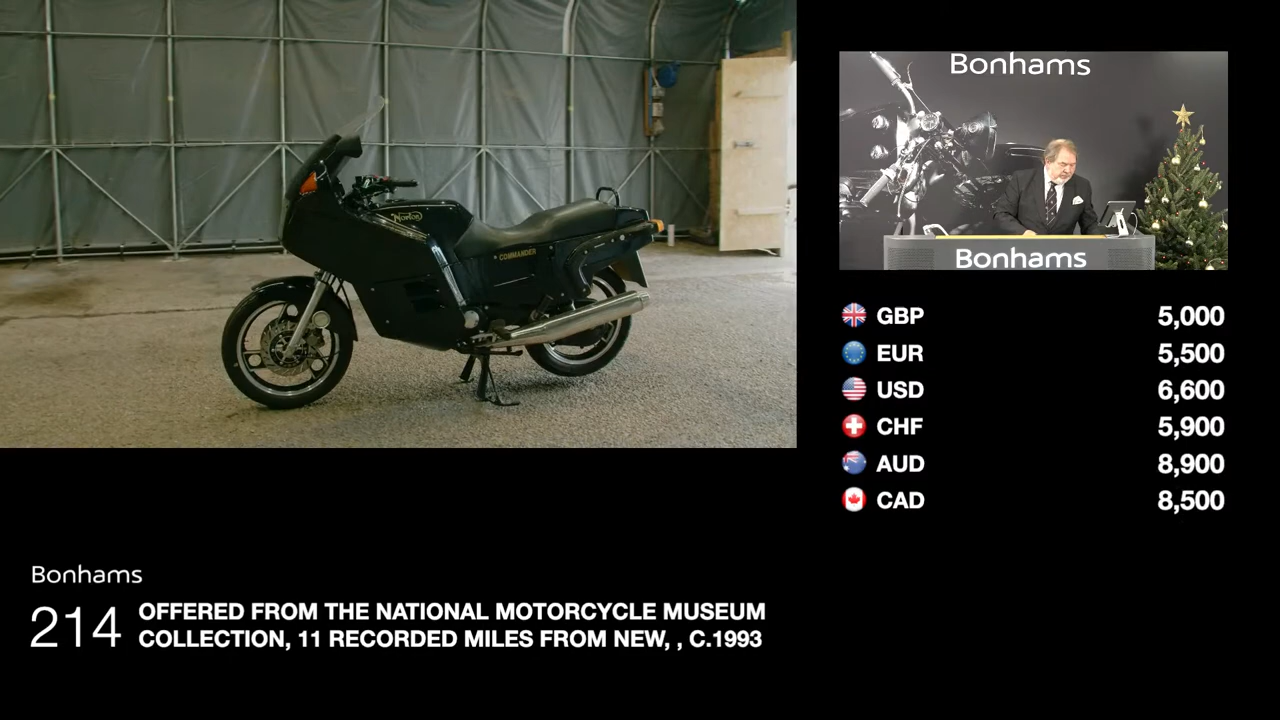 Norton
COMMANDER
Bonhams
Bonhams
GBP 5,000
EUR 5,500
USD 6,600
CHF 5,900
AUD 8,900
CAD 8,500
Bonhams
214
OFFERED FROM THE NATIONAL MOTORCYCLE MUSEUM
COLLECTION, 11 RECORDED MILES FROM NEW, , C.1993